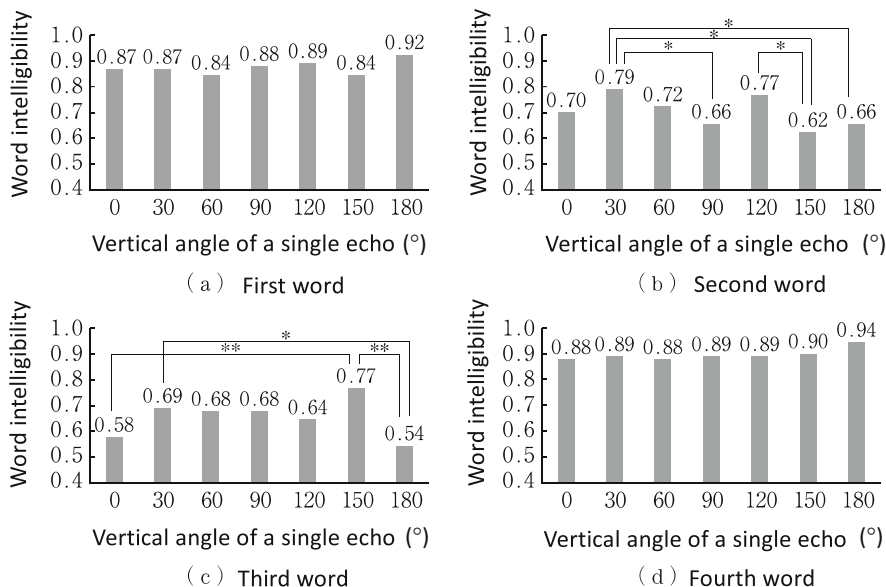 Word intelligibility
1.0
0.9
0.8
0.7
0.6
0.5
0.4
0.87 0.87 0.84 0.88 0.89 0.84 0.92
0 30 60 90 120 150 180
Vertical angle of a single echo (°)
(a) First word
Word intelligibility
1.0
0.9
0.8
0.7
0.6
0.5
0.4
*
*
* *
0.70 0.79 0.72 0.66 0.77 0.62 0.66
0 30 60 90 120 150 180
Vertical angle of a single echo (°)
(b) Second word
Word intelligibility
1.0
0.9
0.8
0.7
0.6
0.5
0.4
*
** **
0.58 0.69 0.68 0.68 0.64 0.77 0.54
0 30 60 90 120 150 180
Vertical angle of a single echo (°)
(c) Third word
Word intelligibility
1.0
0.9
0.8
0.7
0.6
0.5
0.4
0.88 0.89 0.88 0.89 0.89 0.90 0.94
0 30 60 90 120 150 180
Vertical angle of a single echo (°)
(d) Fourth word